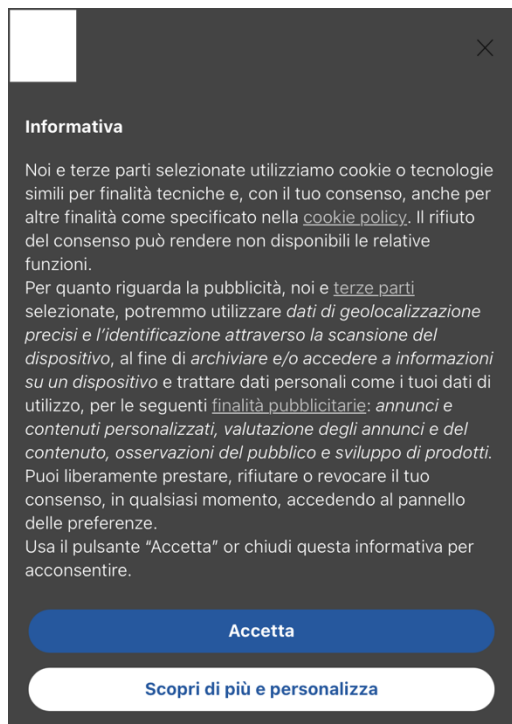 Informativa
Noi e terze parti selezionate utilizziamo cookie o tecnologie
simili per finalità tecniche e, con il tuo consenso, anche per
altre finalità come specificato nella cookie policy. Il rifiuto
del consenso può rendere non disponibili le relative
funzioni.
Per quanto riguarda la pubblicità, noi e terze parti
selezionate, potremmo utilizzare dati di geolocalizzazione
precisi e l’identificazione attraverso la scansione del
dispositivo, al fine di archiviare e/o accedere a informazioni
su un dispositivo e trattare dati personali come i tuoi dati di
utilizzo, per le seguenti finalità pubblicitarie: annunci e
contenuti personalizzati, valutazione degli annunci e del
contenuto, osservazioni del pubblico e sviluppo di prodotti.
Puoi liberamente prestare, rifiutare o revocare il tuo
consenso, in qualsiasi momento, accedendo al pannello
delle preferenze.
Usa il pulsante “Accetta” or chiudi questa informativa per
acconsentire.
Accetta
Scopri di più e personalizza